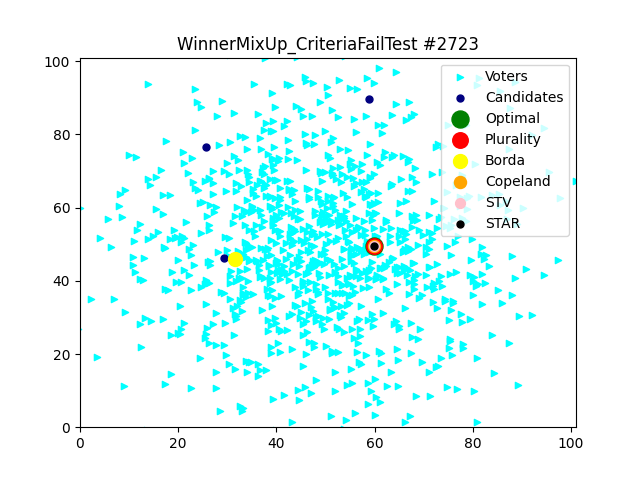 WinnerMixUp_CriteriaFailTest #2723
100
80
60
40
20
0
0 20 40 60 80 100
Voters
Candidates
Optimal
Plurality
Borda
Copeland
STV
STAR